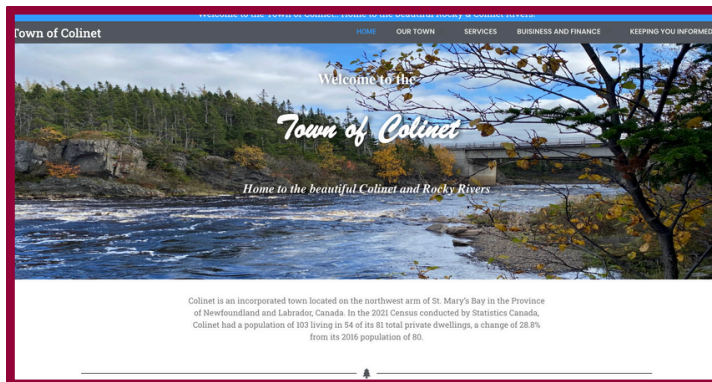 Welcome to the Town of Colinet.. Home to the beautiful Rocky & Colinet Rivers!
Town of Colinet
HOME OUR TOWN SERVICES BUISINESS AND FINANCE KEEPING YOU INFORMED
Welcome to the
Town of Colinet
Home to the beautiful Colinet and Rocky Rivers
Colinet is an incorporated town located on the northwest arm of St. Mary's Bay in the Province
of Newfoundland and Labrador, Canada. In the 2021 Census conducted by Statistics Canada,
Colinet had a population of 103 living in 54 of its 81 total private dwellings, a change of 28.8%
from its 2016 population of 80.